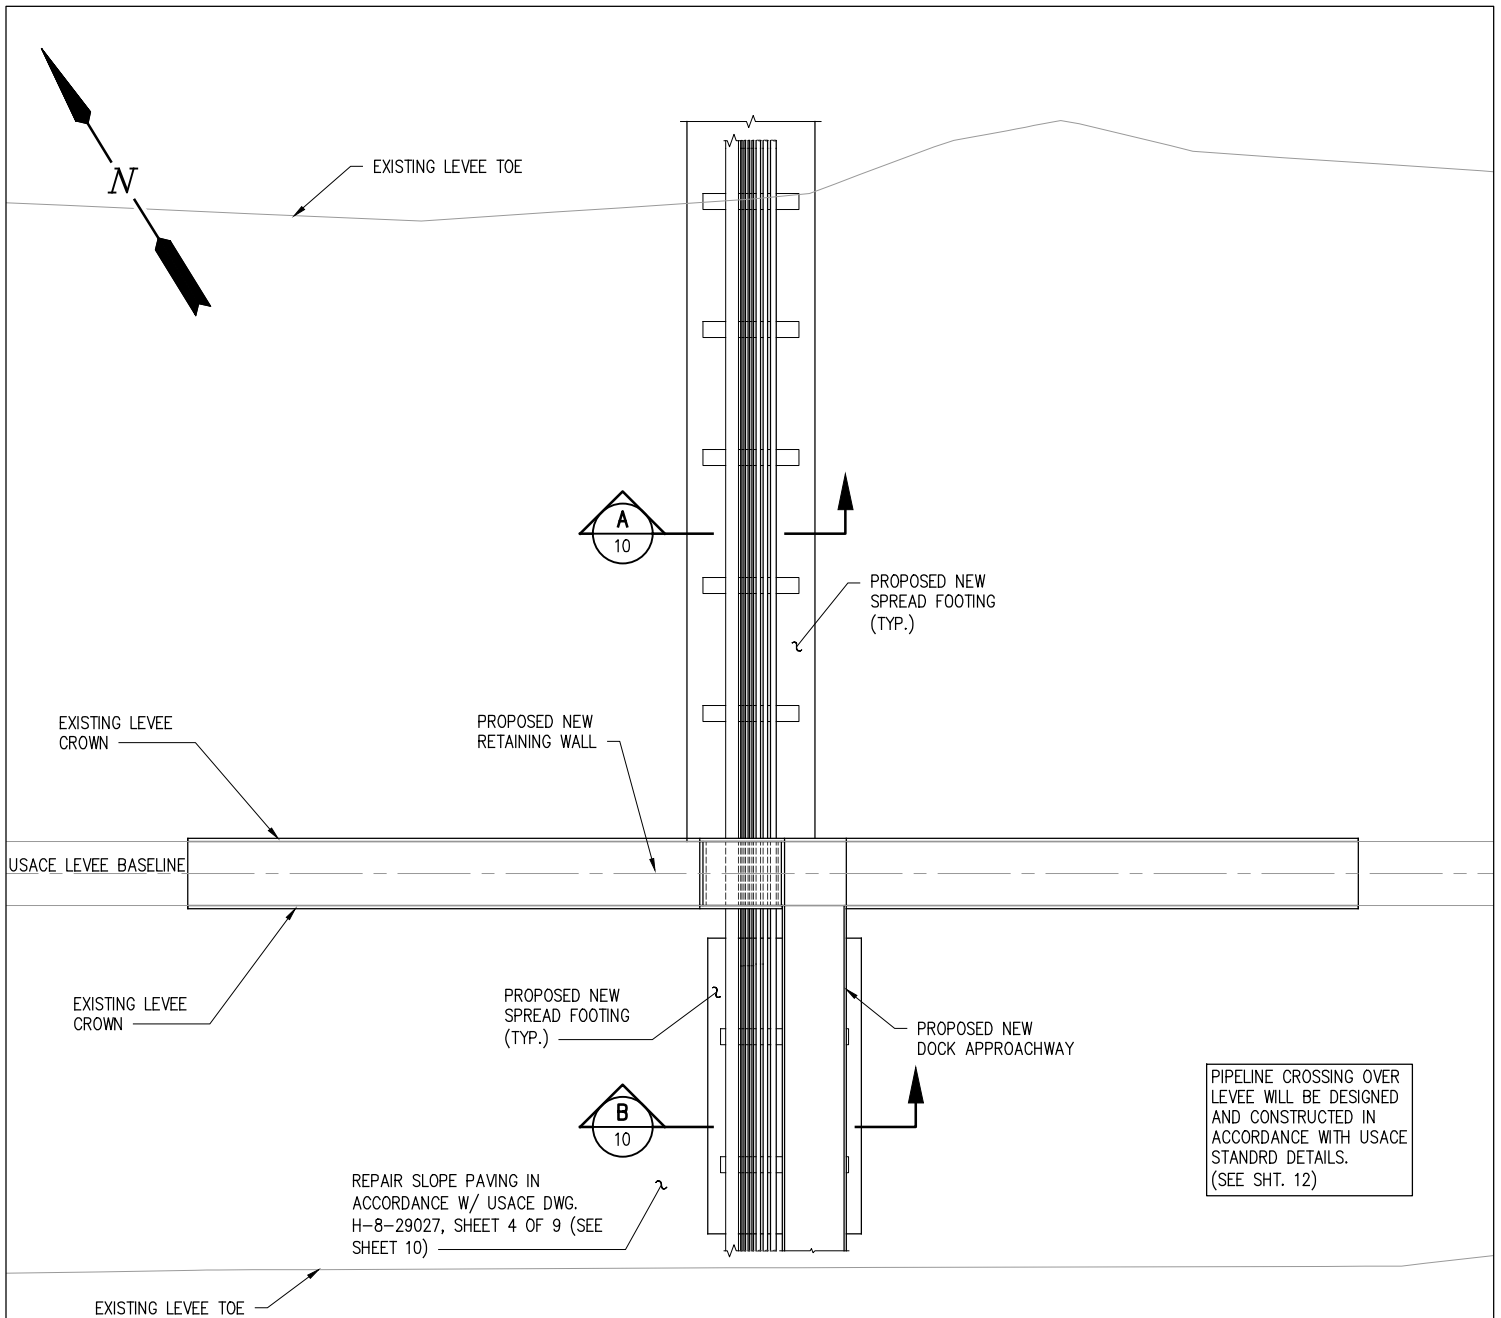 N
EXISTING LEVEE TOE
A
10
PROPOSED NEW
SPREAD FOOTING
(TYP.)
EXISTING LEVEE
CROWN
PROPOSED NEW
RETAINING WALL
USACE LEVEE BASELINE
EXISTING LEVEE
CROWN
PROPOSED NEW
SPREAD FOOTING
(TYP.)
PROPOSED NEW
DOCK APPROACHWAY
B
10
PIPELINE CROSSING OVER
LEVEE WILL BE DESIGNED
AND CONSTRUCTED IN
ACCORDANCE WITH USACE
STANDRD DETAILS.
(SEE SHT. 12)
REPAIR SLOPE PAVING IN
ACCORDANCE W/ USACE DWG.
H-8-29027, SHEET 4 OF 9 (SEE
SHEET 10)
EXISTING LEVEE TOE